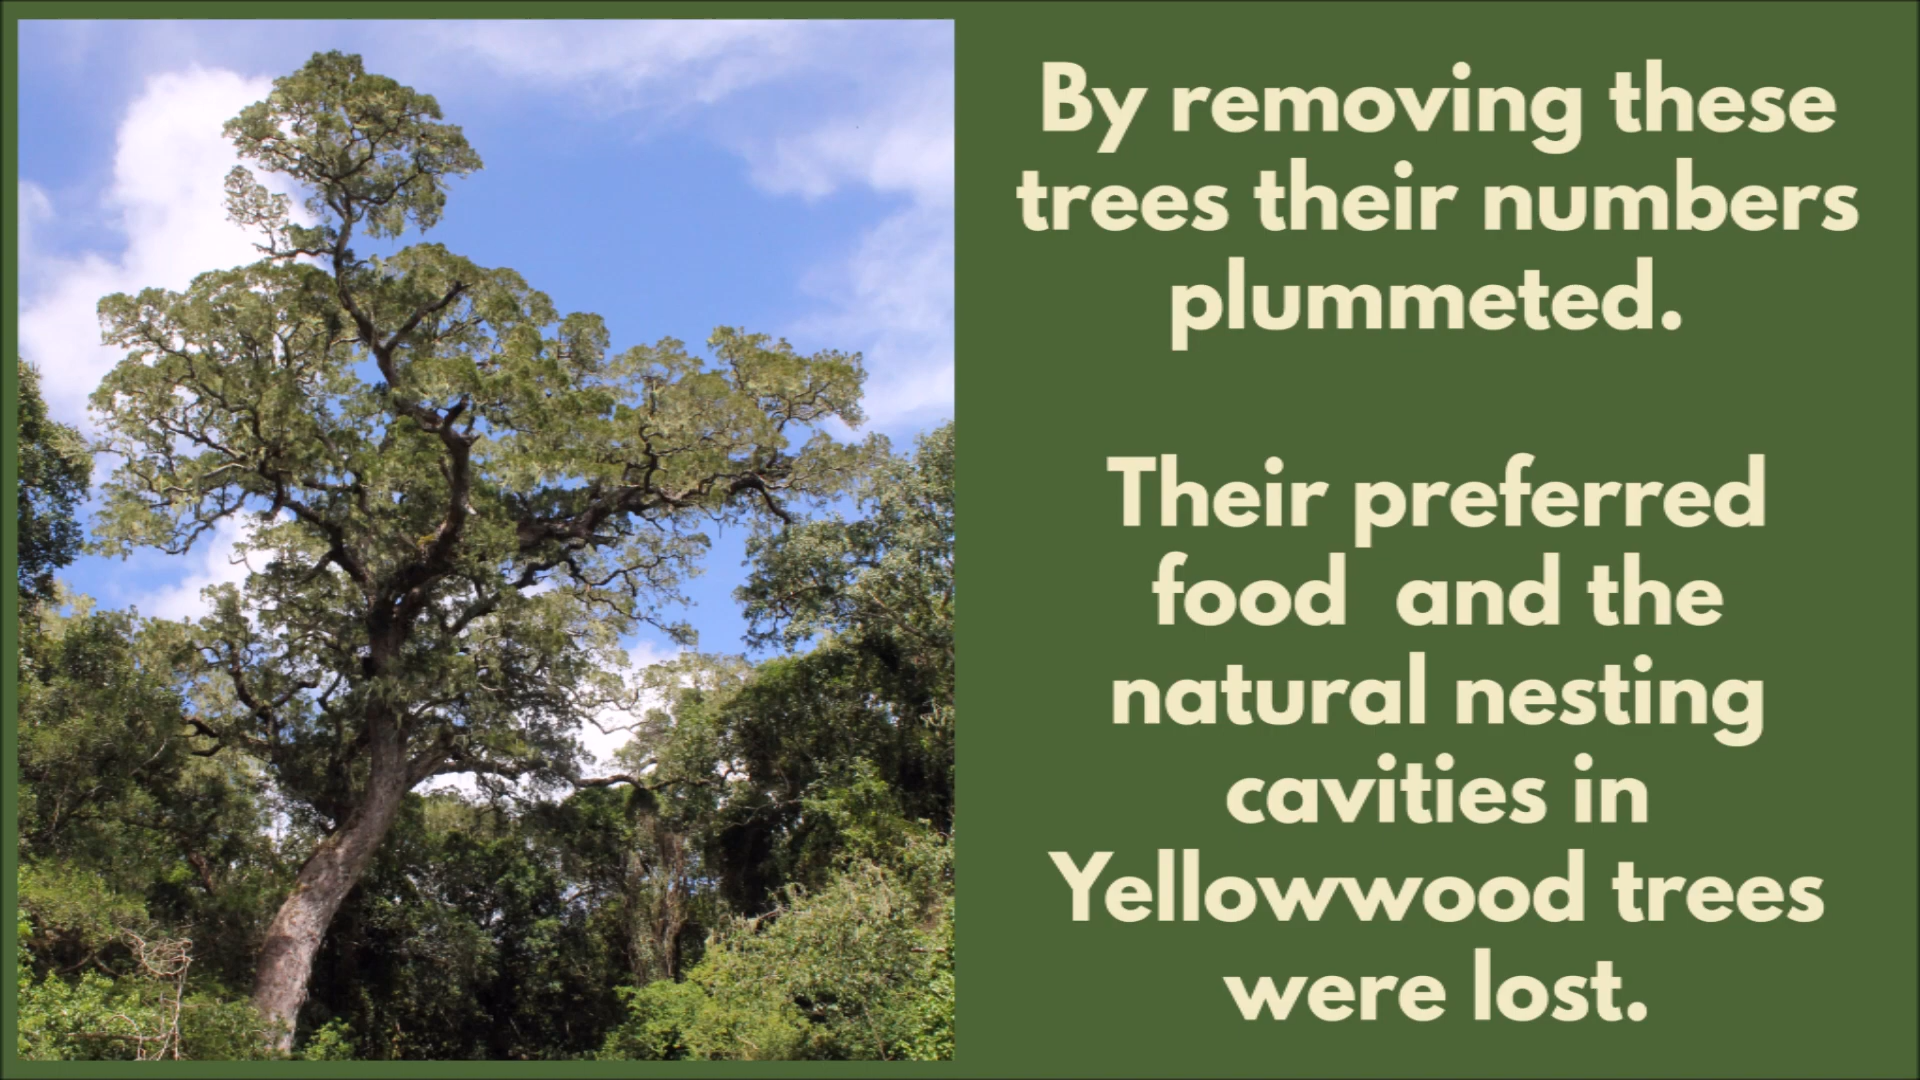 By removing these
trees their numbers
plummeted.
Their preferred
food  and the
natural nesting
cavities in
Yellowwood trees
were lost.